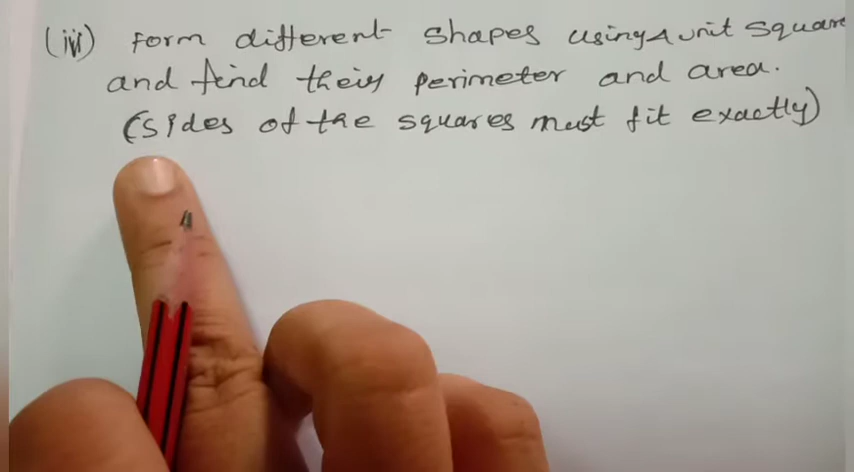 (iii) Form different shapes using 4 unit square
and find their perimeter and area.
(sides of the squares must fit exactly)